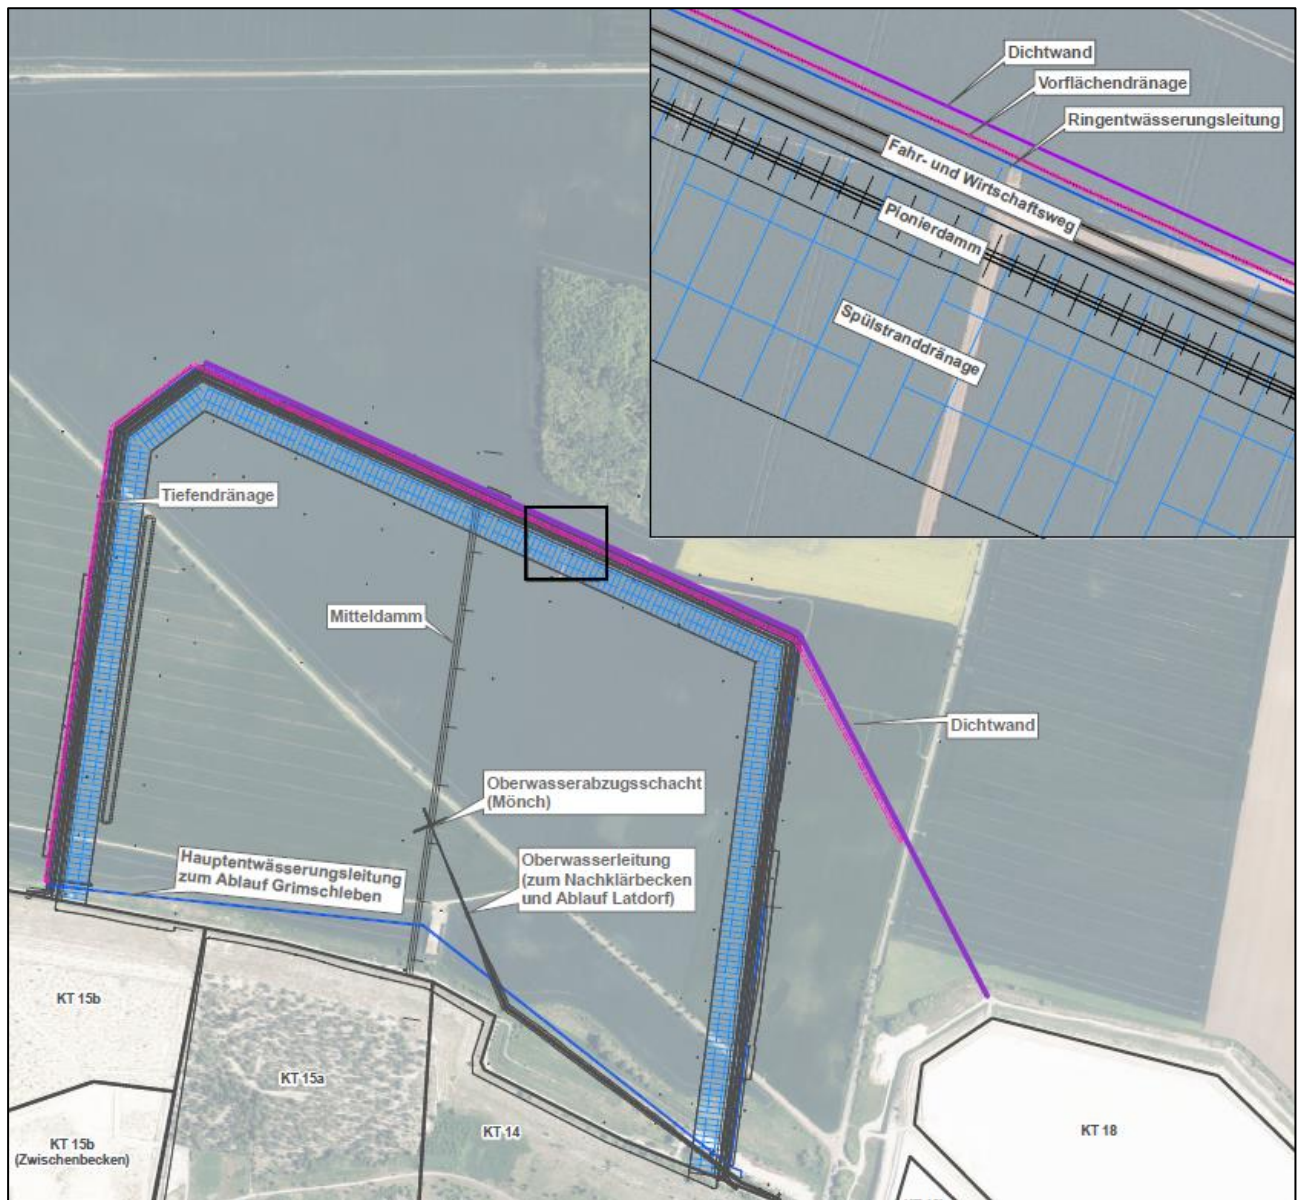 Dichtwand
Vorflächendränage
Ringentwässerungsleitung
Fahr- und Wirtschaftsweg
Pionierdamm
Spülstranddränage
Tiefendränage
Mitteldamm
Dichtwand
Oberwasserabzugsschacht
(Mönch)
Hauptentwässerungsleitung
zum Ablauf Grimschleben
Oberwasserleitung
(zum Nachklärbecken
und Ablauf Latdorf)
KT 15b
KT 15a
KT 14
KT 18
KT 15b
(Zwischenbecken)